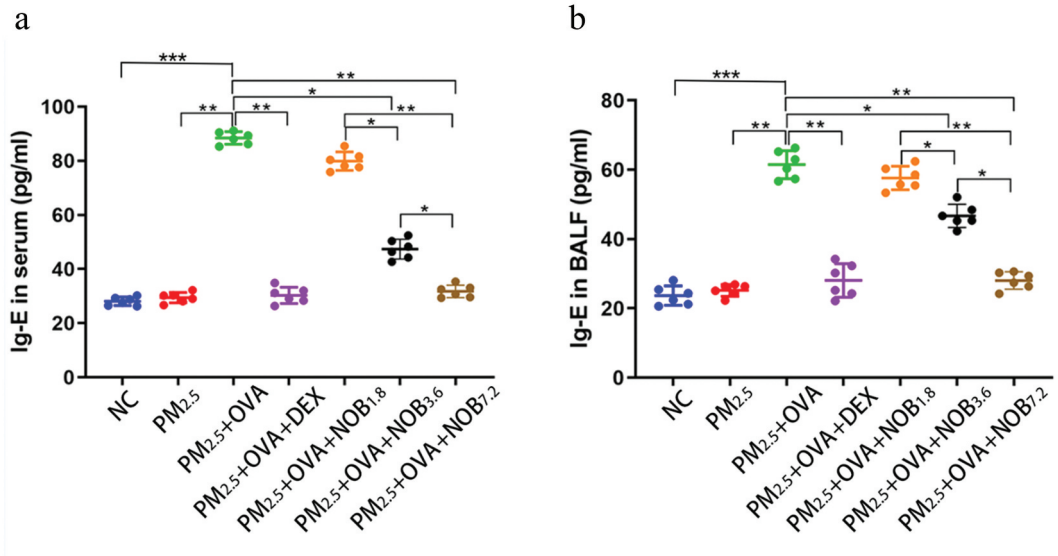 a
b
***
**
*
**
**
**
*
*
100
80
60
40
20
0
Ig-E in serum (pg/ml)
NC
PM2.5
PM2.5+OVA
PM2.5+OVA+DEX
PM2.5+OVA+NOB1.8
PM2.5+OVA+NOB3.6
PM2.5+OVA+NOB7.2
***
**
*
**
**
**
*
*
80
60
40
20
0
Ig-E in BALF (pg/ml)
NC
PM2.5
PM2.5+OVA
PM2.5+OVA+DEX
PM2.5+OVA+NOB1.8
PM2.5+OVA+NOB3.6
PM2.5+OVA+NOB7.2